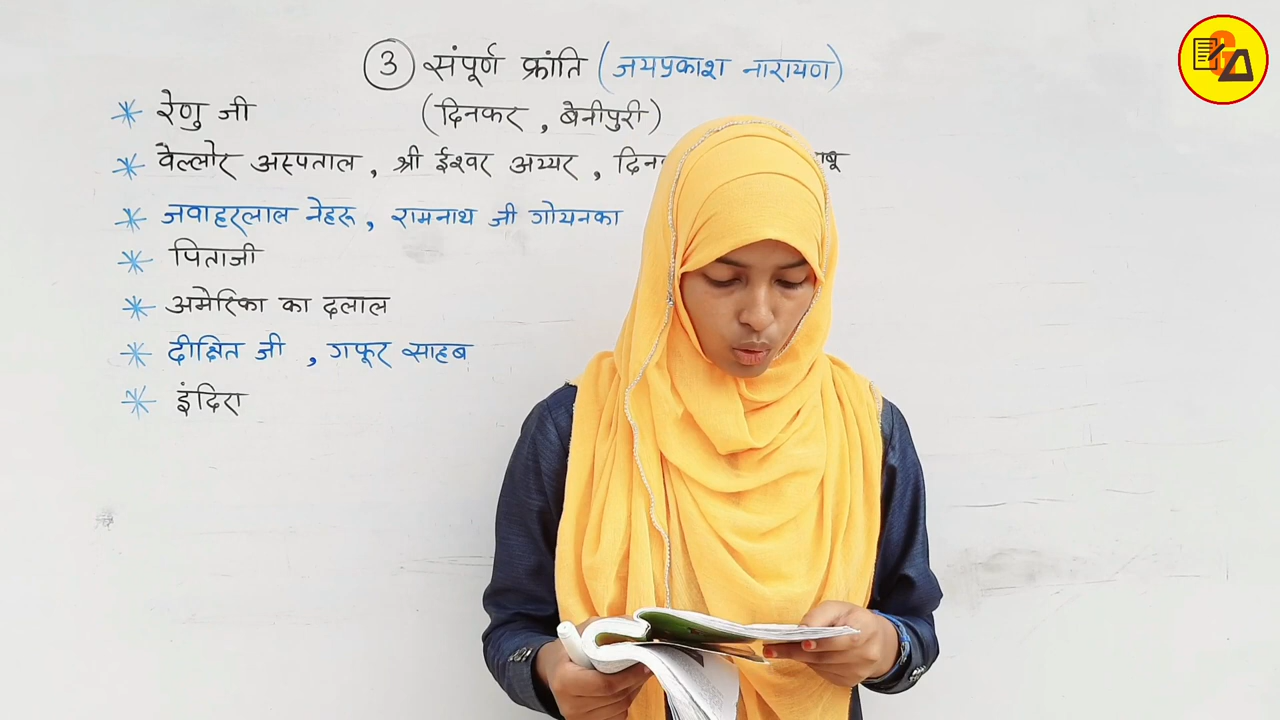 3 संपूर्ण क्रांति (जयप्रकाश नारायण)
* रेणु जी (दिनकर, बेनीपुरी)
* वेल्लोर अस्पताल, श्री ईश्वर अय्यर,
* जवाहरलाल नेहरू, रामनाथ जी गोयनका
* पिताजी
* अमेरिका का दलाल
* दीक्षित जी, गफूर साहब
* इंदिरा